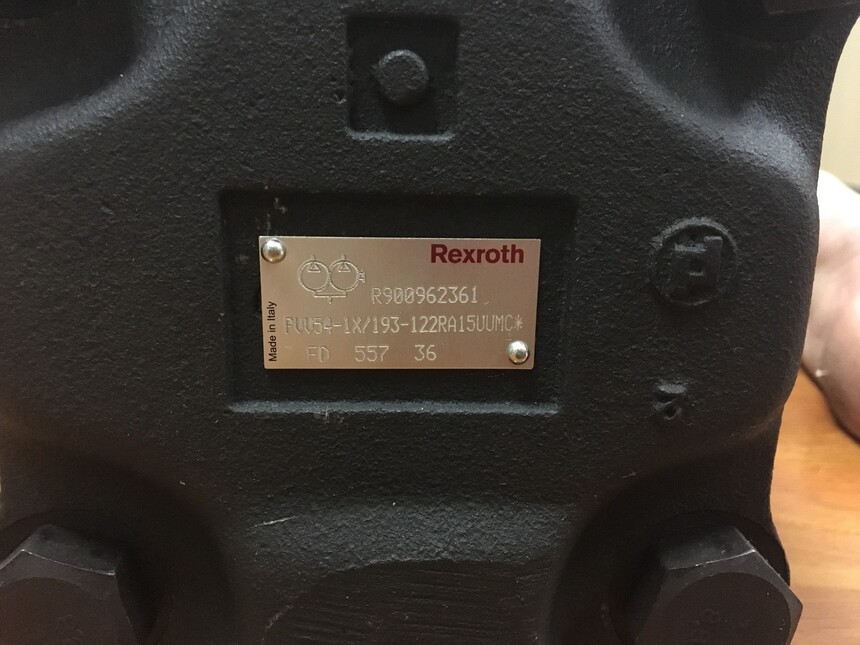 Rexroth
R900962361
PVV54-1X/193-122RA15UUMC*
FD 557 36
Made in Italy